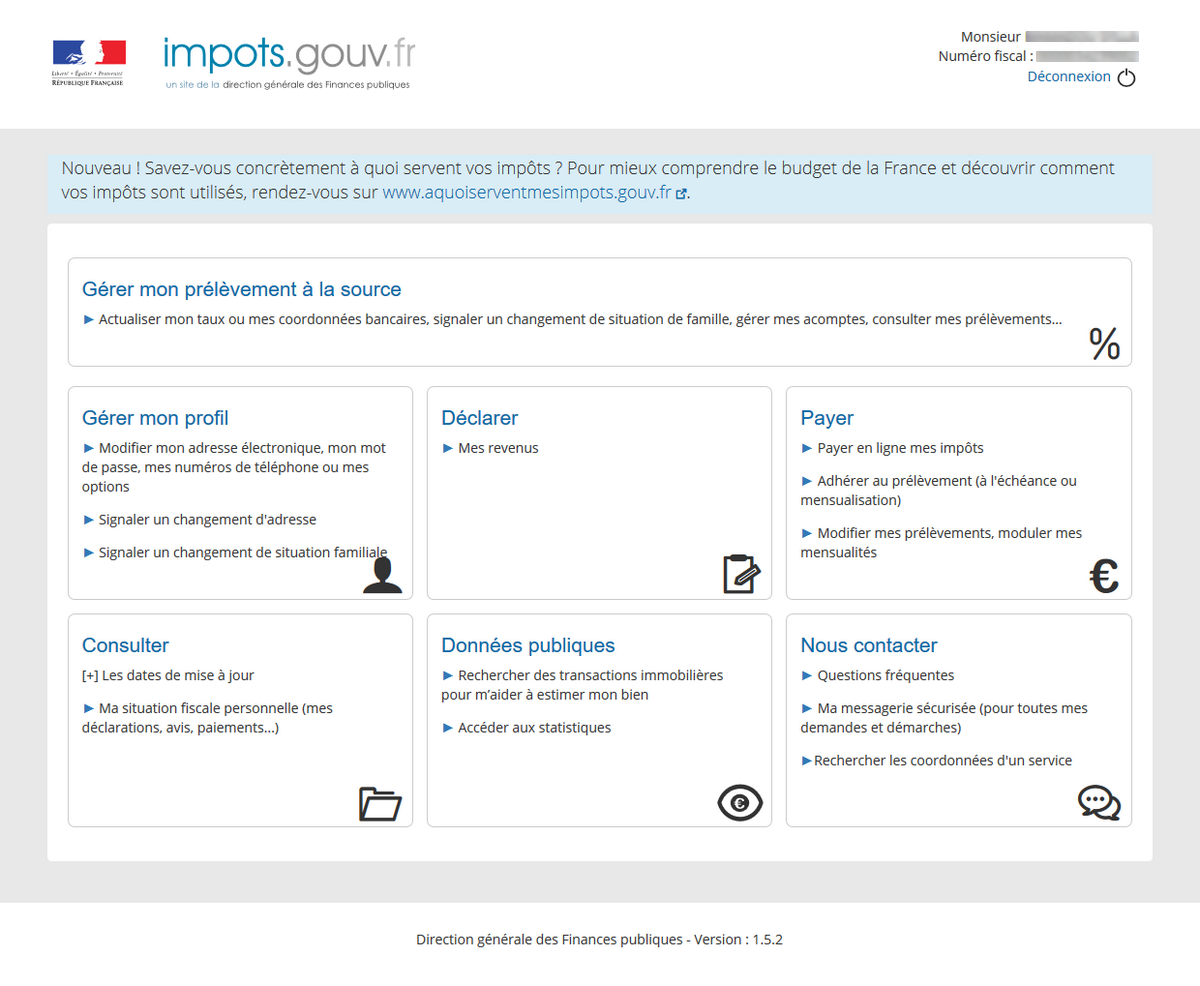 Liberté • Égalité • Fraternité
RÉPUBLIQUE FRANÇAISE
impots.gouv.fr
un site de la direction générale des Finances publiques
Monsieur
Numéro fiscal :
Déconnexion
Nouveau ! Savez-vous concrètement à quoi servent vos impôts ? Pour mieux comprendre le budget de la France et découvrir comment
vos impôts sont utilisés, rendez-vous sur www.aquoiserventmesimpots.gouv.fr .
Gérer mon prélèvement à la source
► Actualiser mon taux ou mes coordonnées bancaires, signaler un changement de situation de famille, gérer mes acomptes, consulter mes prélèvements...
%
Gérer mon profil
► Modifier mon adresse électronique, mon mot
de passe, mes numéros de téléphone ou mes
options
► Signaler un changement d'adresse
► Signaler un changement de situation familiale
Déclarer
► Mes revenus
Payer
► Payer en ligne mes impôts
► Adhérer au prélèvement (à l'échéance ou
mensualisation)
► Modifier mes prélèvements, moduler mes
mensualités
€
Consulter
[+] Les dates de mise à jour
► Ma situation fiscale personnelle (mes
déclarations, avis, paiements...)
Données publiques
► Rechercher des transactions immobilières
pour m’aider à estimer mon bien
► Accéder aux statistiques
€
Nous contacter
► Questions fréquentes
► Ma messagerie sécurisée (pour toutes mes
demandes et démarches)
►Rechercher les coordonnées d'un service
Direction générale des Finances publiques - Version : 1.5.2